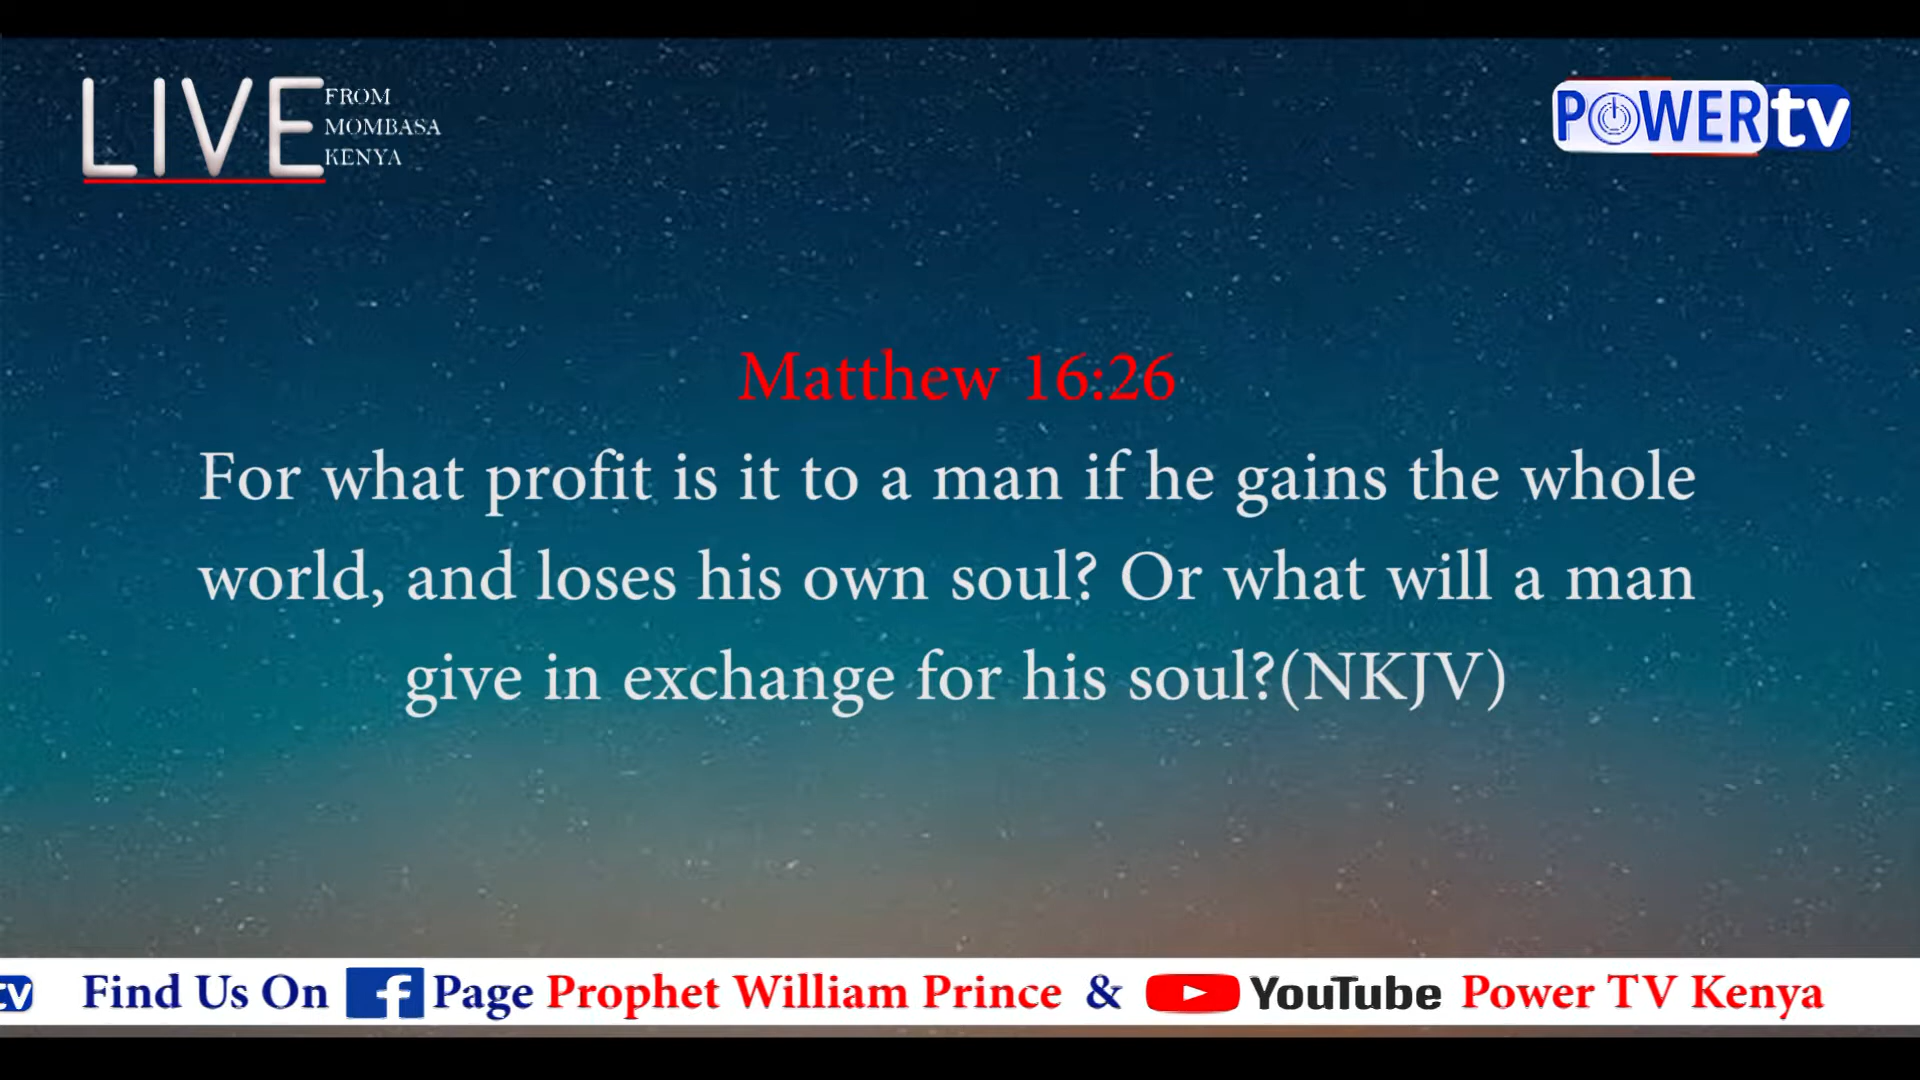 LIVE
FROM
MOMBASA
KENYA
POWERtv
Matthew 16:26
For what profit is it to a man if he gains the whole
world, and loses his own soul? Or what will a man
give in exchange for his soul?(NKJV)
tv Find Us On f Page Prophet William Prince & YouTube Power TV Kenya